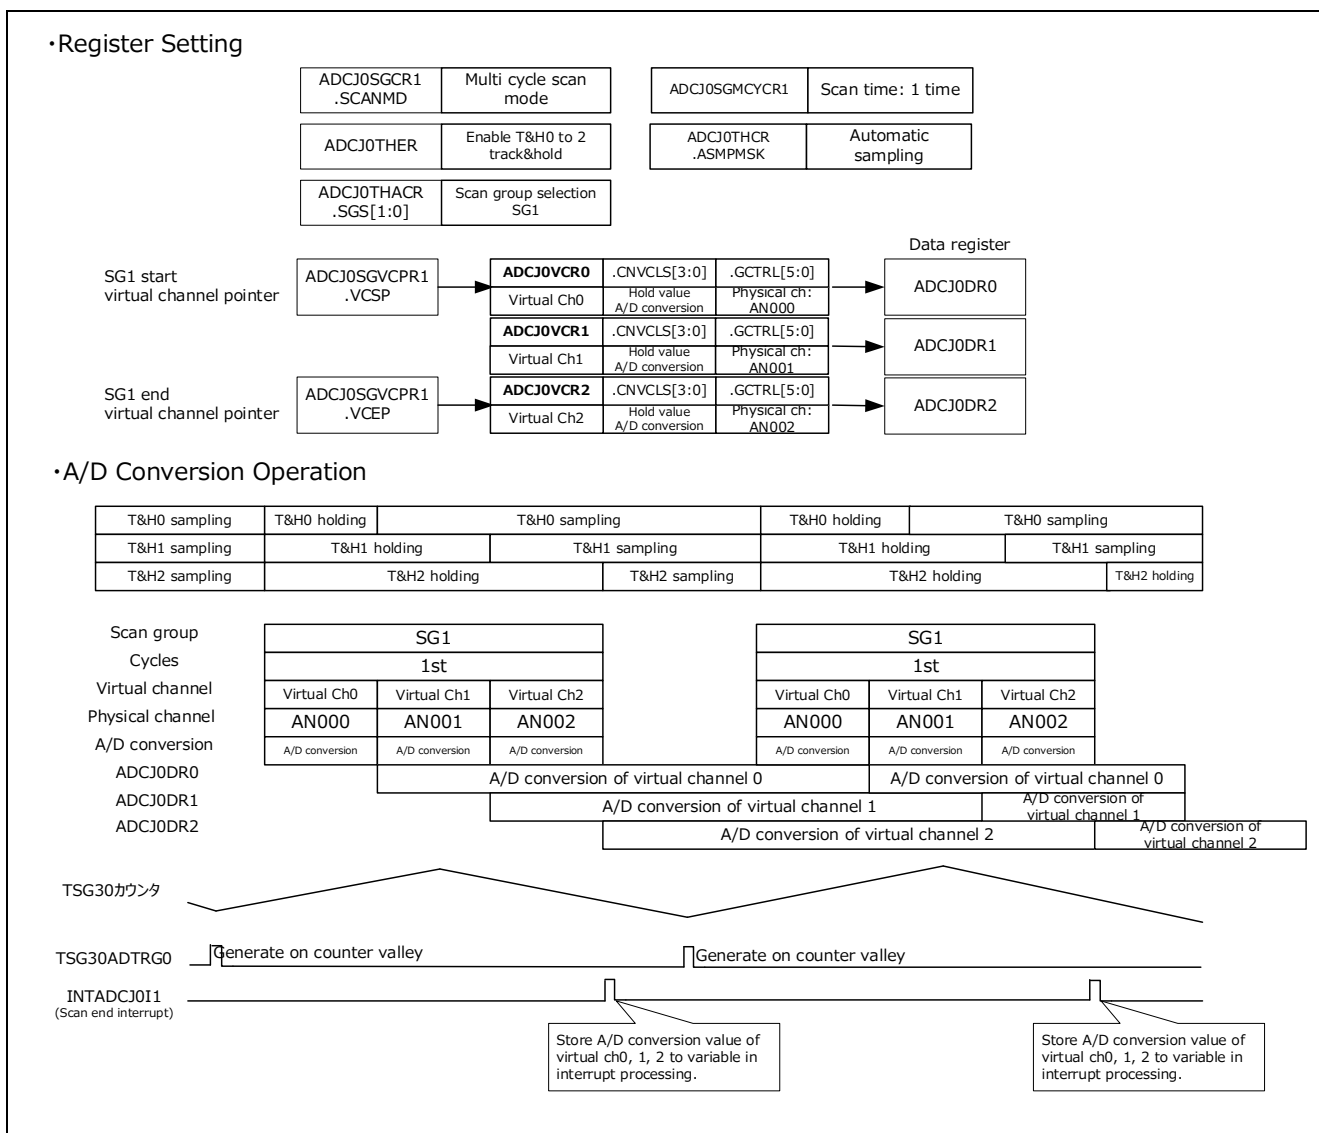 ・Register Setting
ADCJ0SGCR1
.SCANMD
Multi cycle scan
mode
ADCJ0SGMCYCR1
Scan time: 1 time
ADCJ0THER
Enable T&H0 to 2
track&hold
ADCJ0THCR
.ASMPMSK
Automatic
sampling
ADCJ0THACR
.SGS[1:0]
Scan group selection
SG1
Data register
SG1 start
virtual channel pointer
ADCJ0SGVCPR1
.VCSP
ADCJ0VCR0 .CNVCLS[3:0] .GCTRL[5:0]
Virtual Ch0
Hold value
A/D conversion
Physical ch:
AN000
ADCJ0DR0
ADCJ0VCR1 .CNVCLS[3:0] .GCTRL[5:0]
Virtual Ch1
Hold value
A/D conversion
Physical ch:
AN001
ADCJ0DR1
SG1 end
virtual channel pointer
ADCJ0SGVCPR1
.VCEP
ADCJ0VCR2 .CNVCLS[3:0] .GCTRL[5:0]
Virtual Ch2
Hold value
A/D conversion
Physical ch:
AN002
ADCJ0DR2
・A/D Conversion Operation
T&H0 sampling T&H0 holding T&H0 sampling T&H0 holding T&H0 sampling
T&H1 sampling T&H1 holding T&H1 sampling T&H1 holding T&H1 sampling
T&H2 sampling T&H2 holding T&H2 sampling T&H2 holding T&H2 holding
Scan group SG1 SG1
Cycles 1st 1st
Virtual channel Virtual Ch0 Virtual Ch1 Virtual Ch2 Virtual Ch0 Virtual Ch1 Virtual Ch2
Physical channel AN000 AN001 AN002 AN000 AN001 AN002
A/D conversion A/D conversion A/D conversion A/D conversion A/D conversion A/D conversion A/D conversion
ADCJ0DR0 A/D conversion of virtual channel 0 A/D conversion of virtual channel 0
ADCJ0DR1 A/D conversion of virtual channel 1
A/D conversion of
virtual channel 1
ADCJ0DR2 A/D conversion of virtual channel 2
A/D conversion of
virtual channel 2
TSG30カウンタ
TSG30ADTRG0 Generate on counter valley Generate on counter valley
INTADCJ0I1
(Scan end interrupt)
Store A/D conversion value of
virtual ch0, 1, 2 to variable in
interrupt processing.
Store A/D conversion value of
virtual ch0, 1, 2 to variable in
interrupt processing.